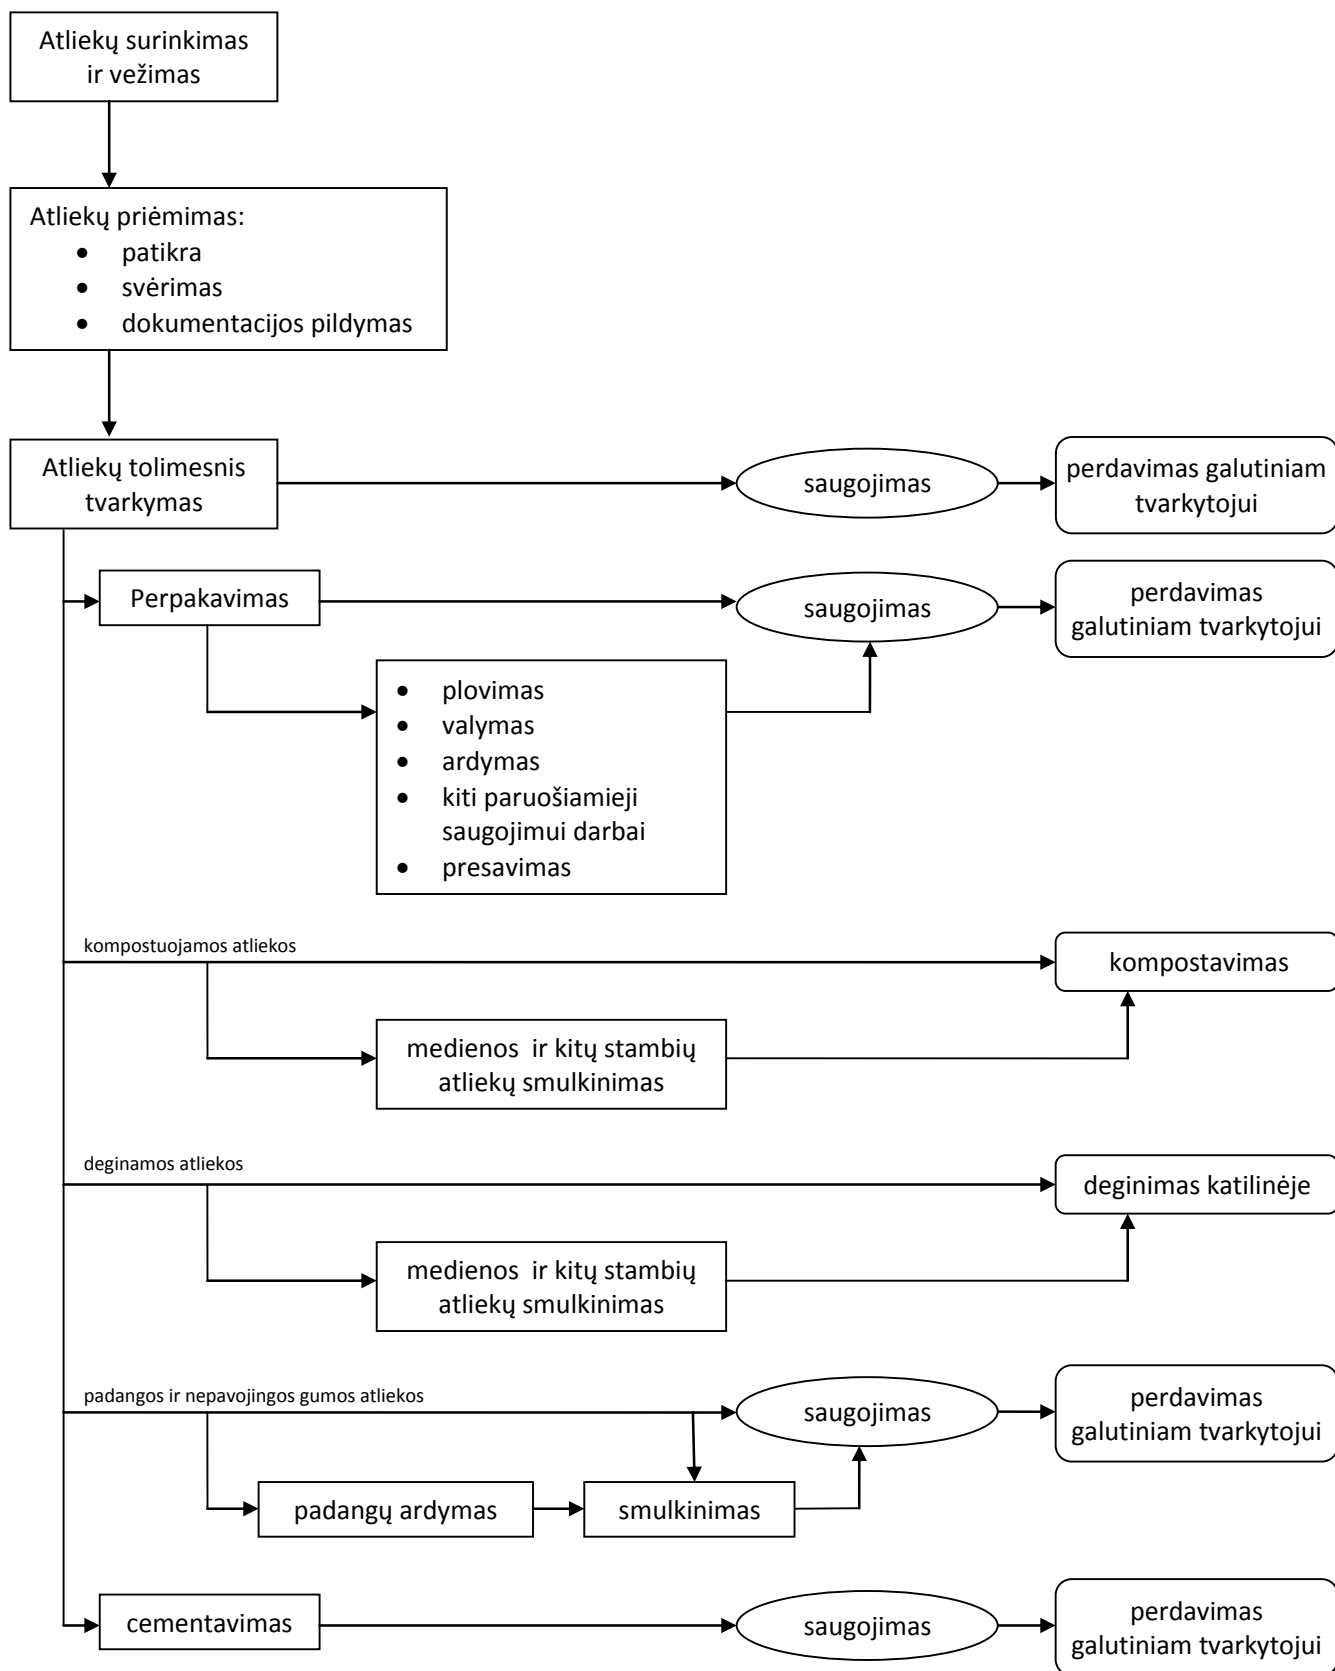 Atliekų surinkimas
ir vežimas
Atliekų priėmimas:
• patikra
• svėrimas
• dokumentacijos pildymas
Atliekų tolimesnis
tvarkymas
saugojimas
perdavimas galutiniam
tvarkytojui
Perpakavimas
saugojimas
perdavimas
galutiniam tvarkytojui
• plovimas
• valymas
• ardymas
• kiti paruošiamieji
saugojimui darbai
• presavimas
kompostuojamos atliekos
kompostavimas
medienos ir kitų stambių
atliekų smulkinimas
deginamos atliekos
deginimas katilinėje
medienos ir kitų stambių
atliekų smulkinimas
padangos ir nepavojingos gumos atliekos
saugojimas
perdavimas
galutiniam tvarkytojui
padangų ardymas
smulkinimas
cementavimas
saugojimas
perdavimas
galutiniam tvarkytojui